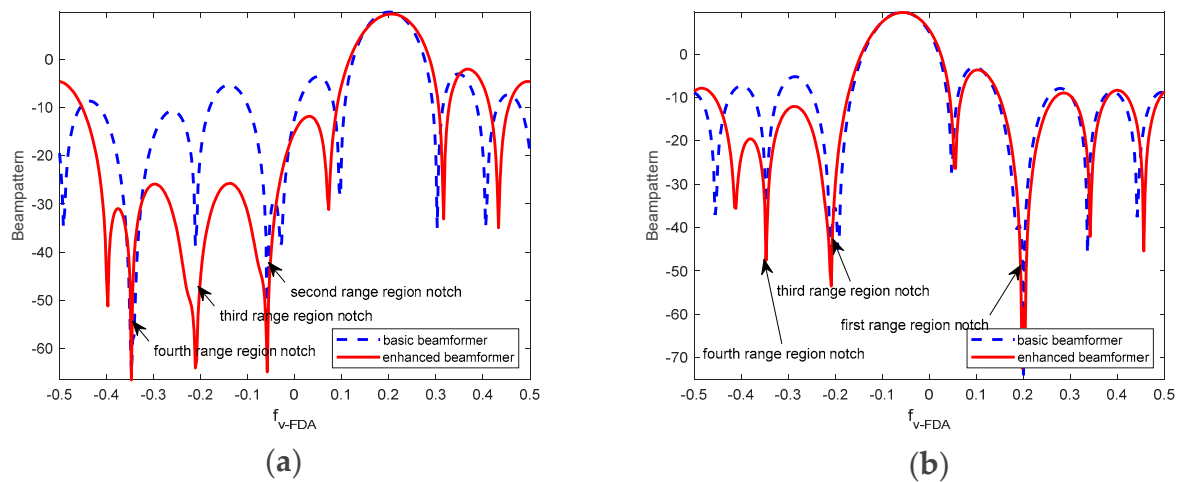 0
-10
-20
-30
-40
-50
-60
Beampattern
-0.5 -0.4 -0.3 -0.2 -0.1 0 0.1 0.2 0.3 0.4 0.5
f v-FDA
second range region notch
third range region notch
fourth range region notch
basic beamformer
enhanced beamformer
(a)
0
-10
-20
-30
-40
-50
-60
-70
Beampattern
-0.5 -0.4 -0.3 -0.2 -0.1 0 0.1 0.2 0.3 0.4 0.5
f v-FDA
third range region notch
first range region notch
fourth range region notch
basic beamformer
enhanced beamformer
(b)